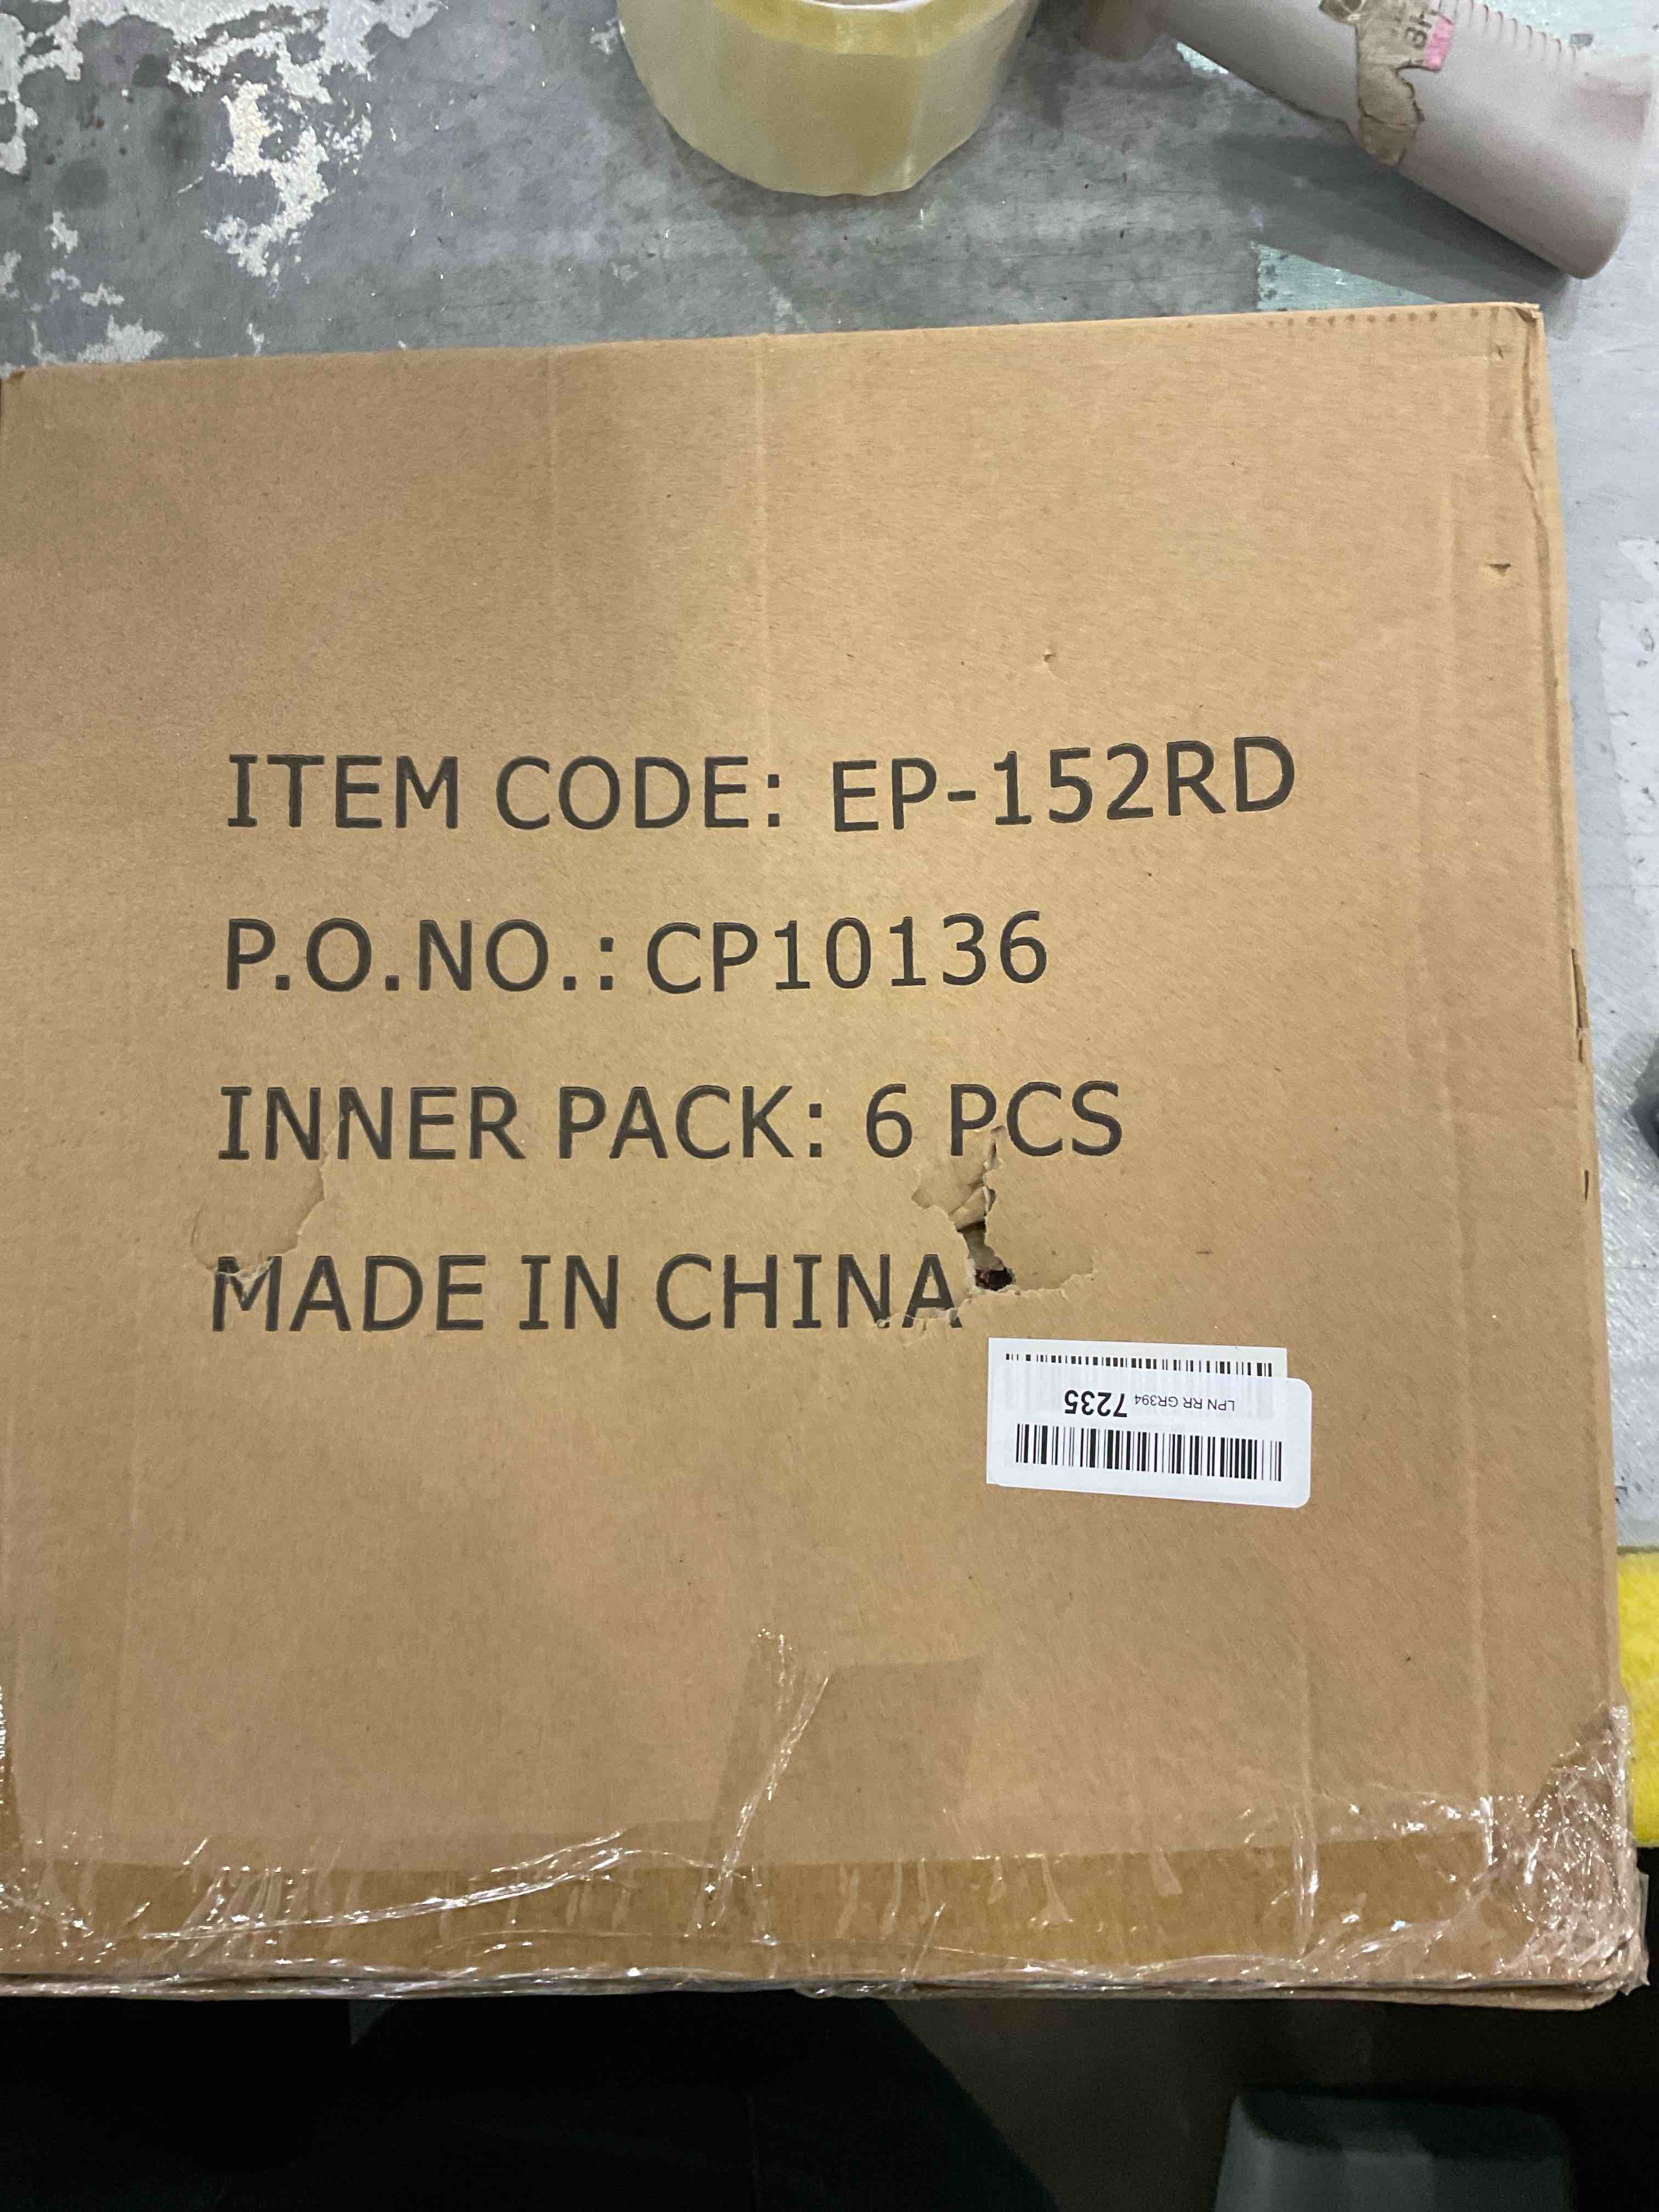 ITEM CODE: EP-152RD
P.O.NO.: CP10136
INNER PACK: 6 PCS
MADE IN CHINA
LPN RR GR394 7235